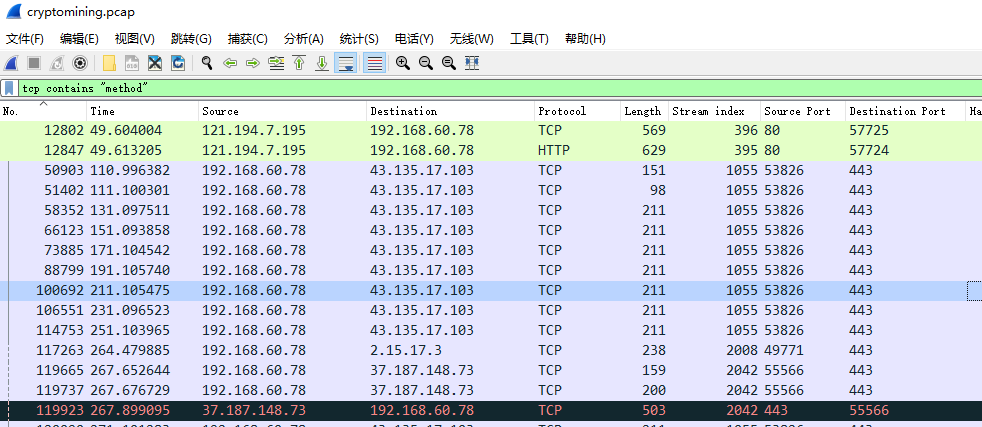 cryptomining.pcap
文件(F) 编辑(E) 视图(V) 跳转(G) 捕获(C) 分析(A) 统计(S) 电话(Y) 无线(W) 工具(T) 帮助(H)
tcp contains "method"
No. Time Source Destination Protocol Length Stream index Source Port Destination Port Ha
12802 49.604004 121.194.7.195 192.168.60.78 TCP 569 396 80 57725
12847 49.613205 121.194.7.195 192.168.60.78 HTTP 629 395 80 57724
50903 110.996382 192.168.60.78 43.135.17.103 TCP 151 1055 53826 443
51402 111.100301 192.168.60.78 43.135.17.103 TCP 98 1055 53826 443
58352 131.097511 192.168.60.78 43.135.17.103 TCP 211 1055 53826 443
66123 151.093858 192.168.60.78 43.135.17.103 TCP 211 1055 53826 443
73885 171.104542 192.168.60.78 43.135.17.103 TCP 211 1055 53826 443
88799 191.105740 192.168.60.78 43.135.17.103 TCP 211 1055 53826 443
100692 211.105475 192.168.60.78 43.135.17.103 TCP 211 1055 53826 443
106551 231.096523 192.168.60.78 43.135.17.103 TCP 211 1055 53826 443
114753 251.103965 192.168.60.78 43.135.17.103 TCP 211 1055 53826 443
117263 264.479885 192.168.60.78 2.15.17.3 TCP 238 2008 49771 443
119665 267.652644 192.168.60.78 37.187.148.73 TCP 159 2042 55566 443
119737 267.676729 192.168.60.78 37.187.148.73 TCP 200 2042 55566 443
119923 267.899095 37.187.148.73 192.168.60.78 TCP 503 2042 443 55566